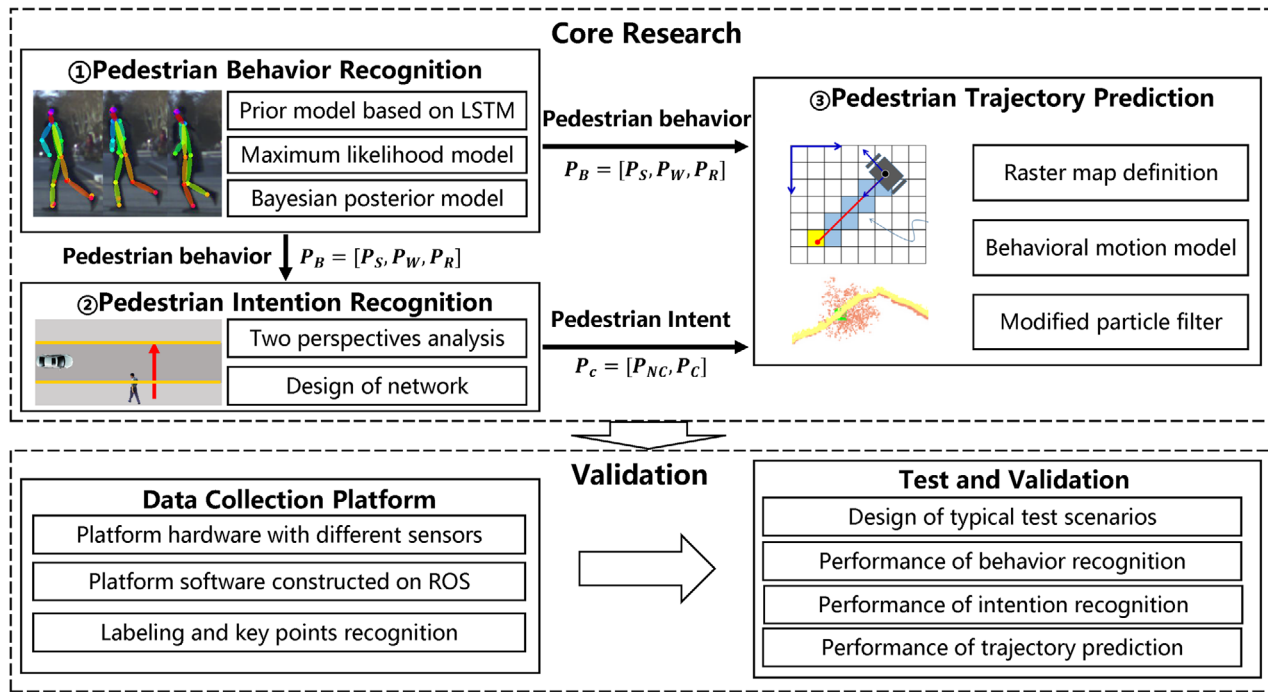 Core Research
①Pedestrian Behavior Recognition
Prior model based on LSTM
Maximum likelihood model
Bayesian posterior model
Pedestrian behavior
P_B = [P_S, P_W, P_R]
Pedestrian behavior
P_B = [P_S, P_W, P_R]
②Pedestrian Intention Recognition
Two perspectives analysis
Design of network
Pedestrian Intent
P_c = [P_NC, P_C]
③Pedestrian Trajectory Prediction
Raster map definition
Behavioral motion model
Modified particle filter
Validation
Data Collection Platform
Platform hardware with different sensors
Platform software constructed on ROS
Labeling and key points recognition
Test and Validation
Design of typical test scenarios
Performance of behavior recognition
Performance of intention recognition
Performance of trajectory prediction